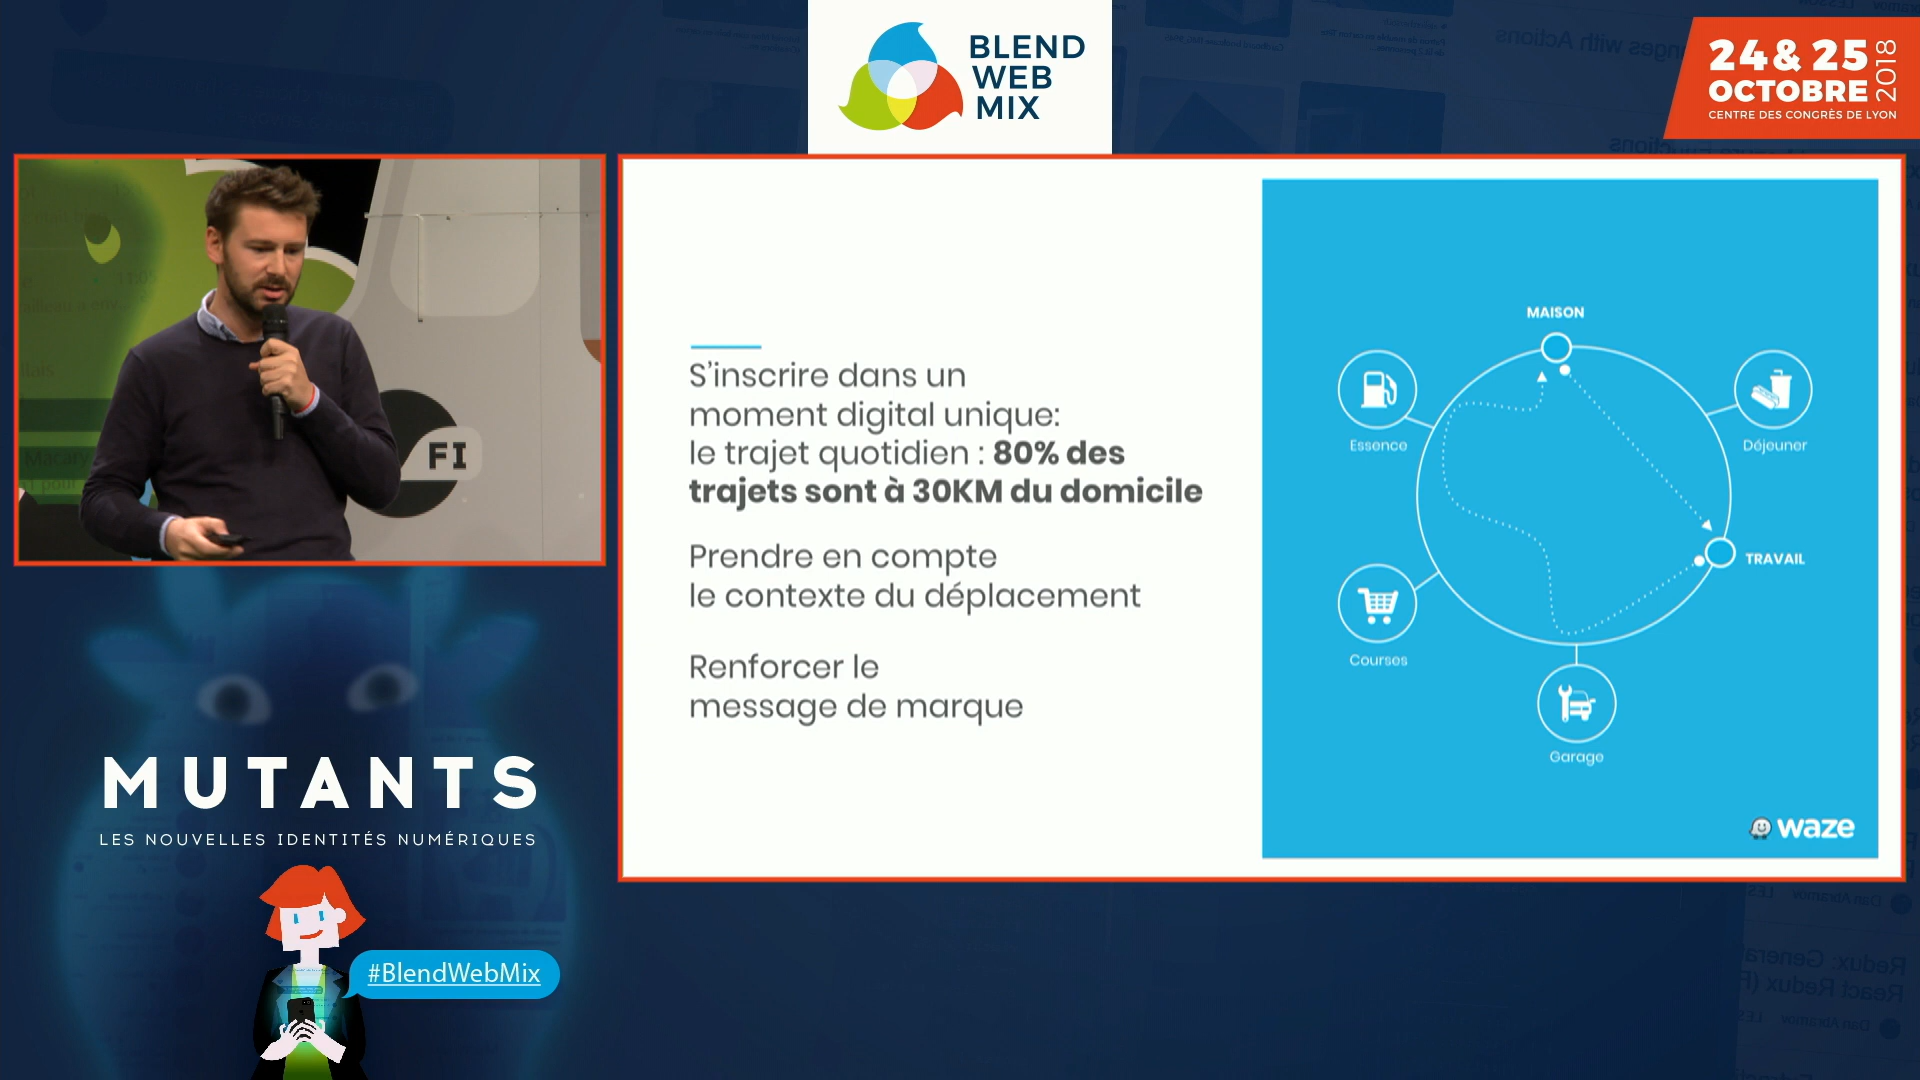 BLEND
WEB
MIX
24 & 25
OCTOBRE
2018
CENTRE DES CONGRÈS DE LYON
FI
S'inscrire dans un
moment digital unique:
le trajet quotidien : 80% des
trajets sont à 30KM du domicile
Prendre en compte
le contexte du déplacement
Renforcer le
message de marque
MAISON
Essence
Déjeuner
TRAVAIL
Courses
Garage
waze
MUTANTS
LES NOUVELLES IDENTITÉS NUMÉRIQUES
#BlendWebMix